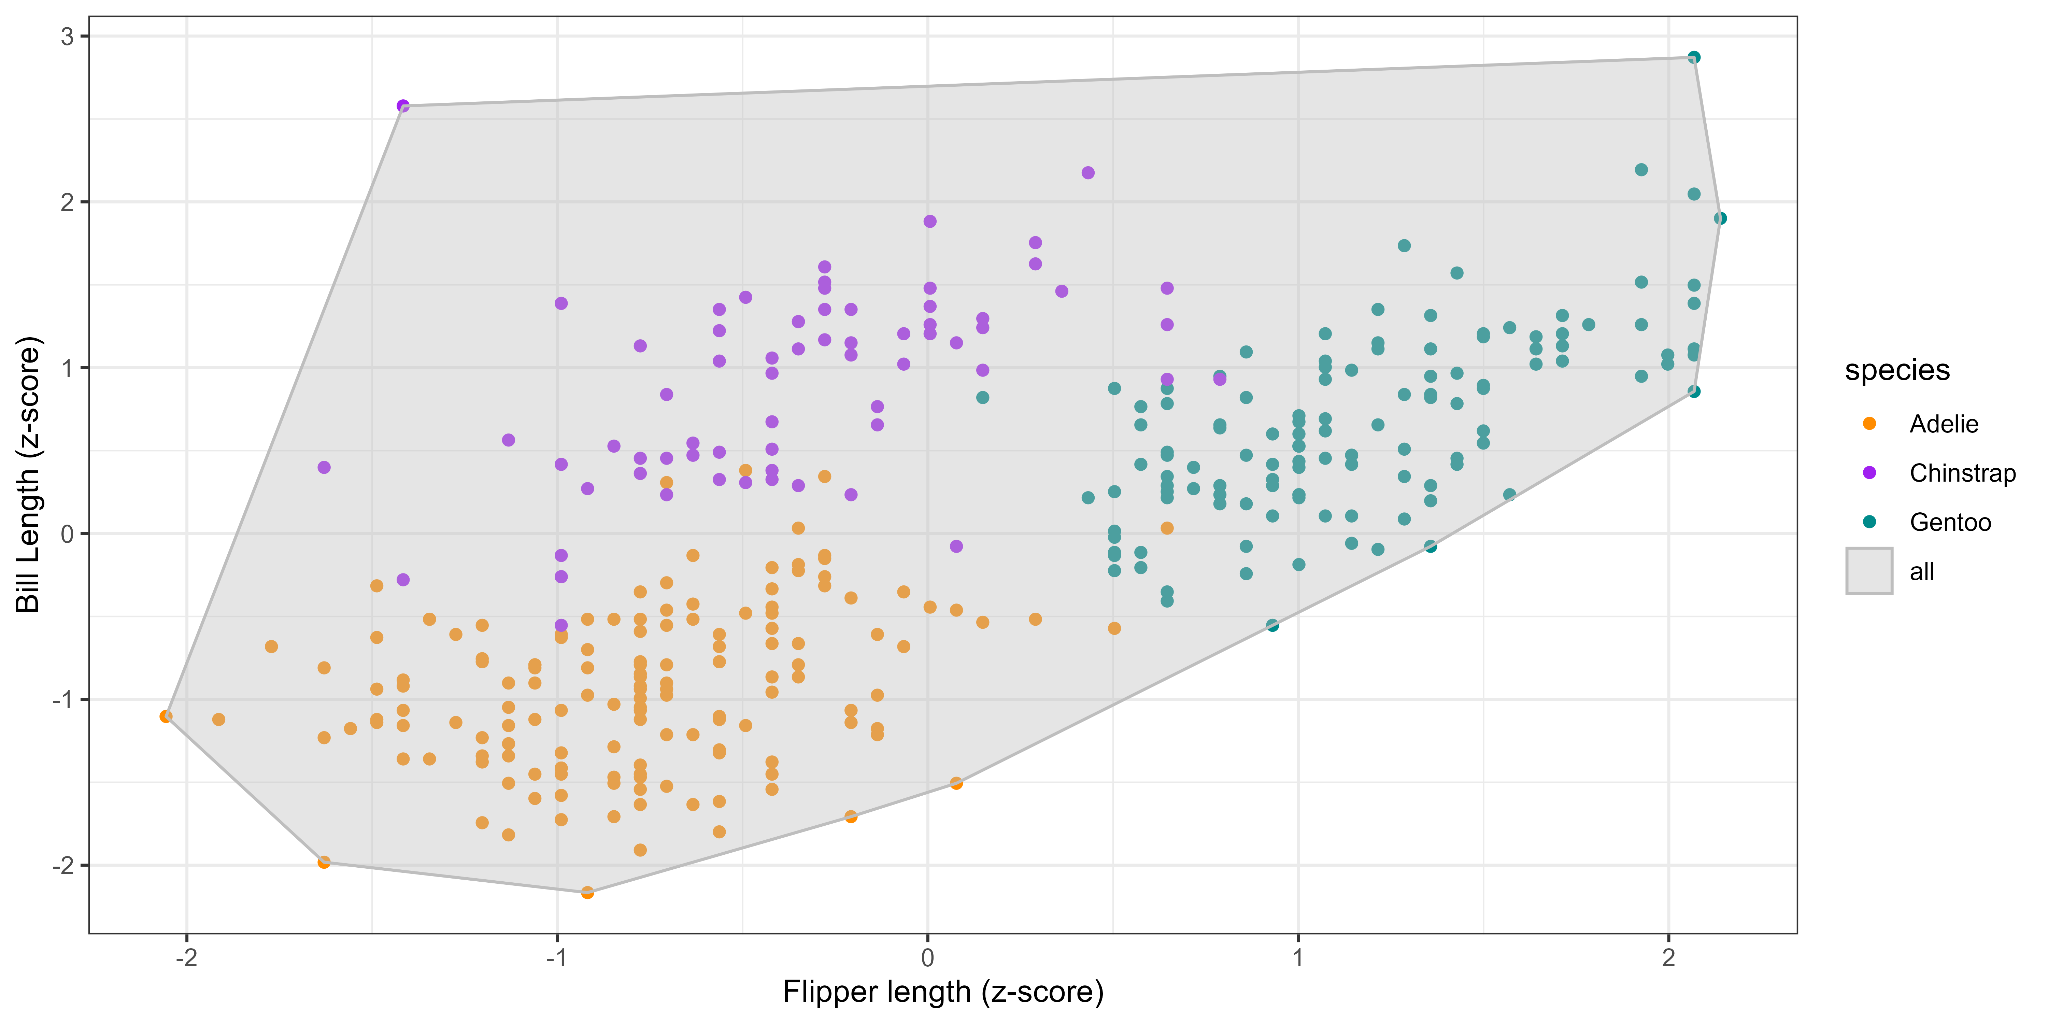 3
2
1
0
-1
-2
Bill Length (z-score)
-2
-1
0
1
2
Flipper length (z-score)
species
Adelie
Chinstrap
Gentoo
all